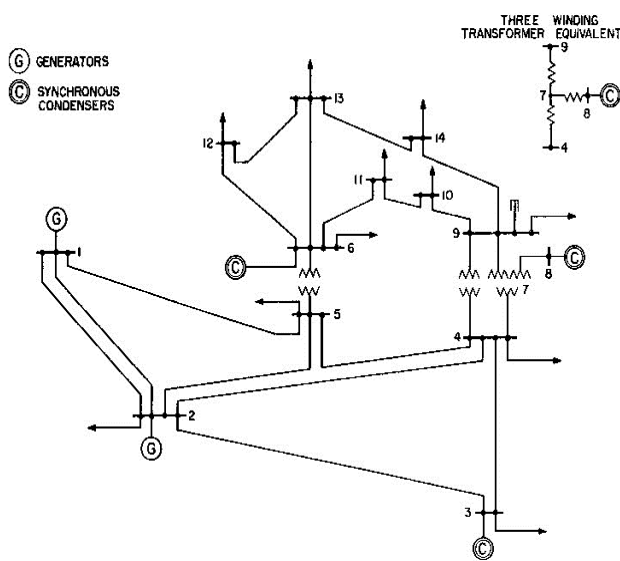 THREE WINDING
TRANSFORMER EQUIVALENT
9
7
C
8
4
G GENERATORS
C SYNCHRONOUS
CONDENSERS
13
12
14
11
10
G
1
C
6
9
C
8
7
5
4
2
G
3
C